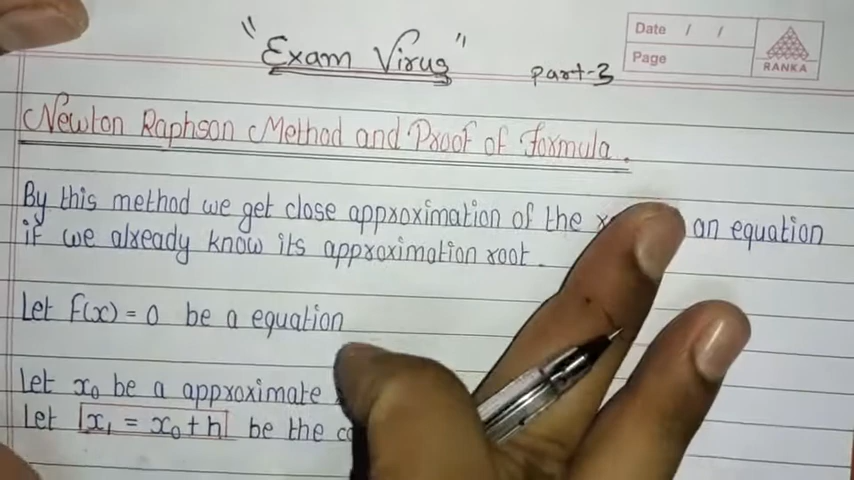 "Exam Virus"
Part-3
Date / /
Page
RANKA
Newton Raphson Method and Proof of Formula.
By this method we get close approximation of the an equation
if we already know its approximation root.
Let F(x) = 0 be a equation
Let x₀ be a approximate
Let x₁ = x₀ + h be the